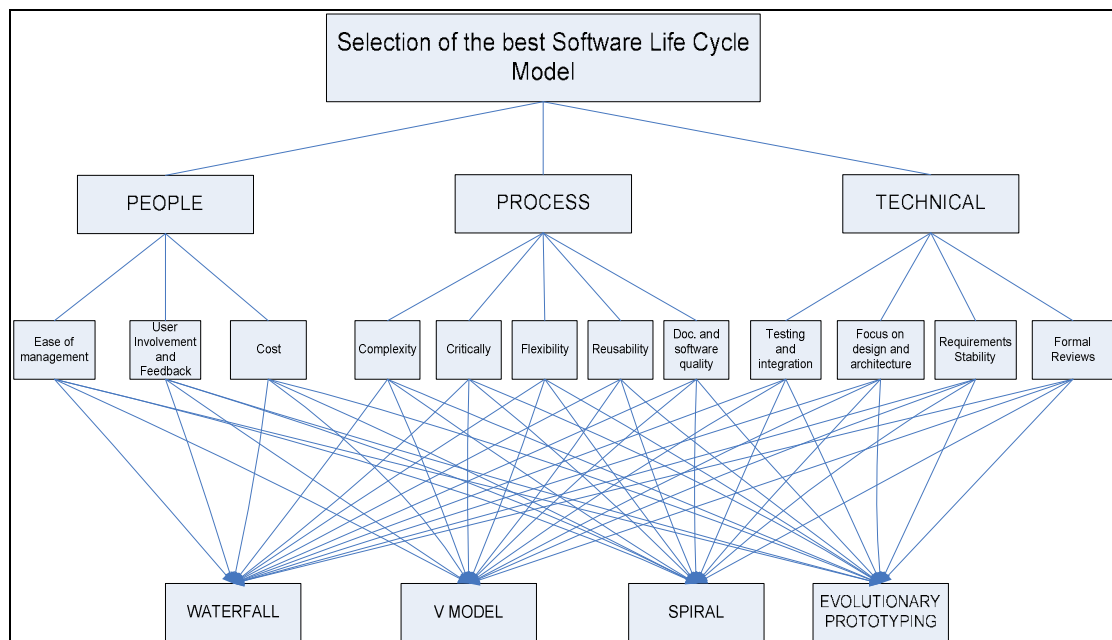 Selection of the best Software Life Cycle
Model
PEOPLE
PROCESS
TECHNICAL
Ease of
management
User
Involvement and
Feedback
Cost
Complexity
Critically
Flexibility
Reusability
Doc. and
software
quality
Testing
and
integration
Focus on
design and
architecture
Requirements
Stability
Formal
Reviews
WATERFALL
V MODEL
SPIRAL
EVOLUTIONARY
PROTOTYPING